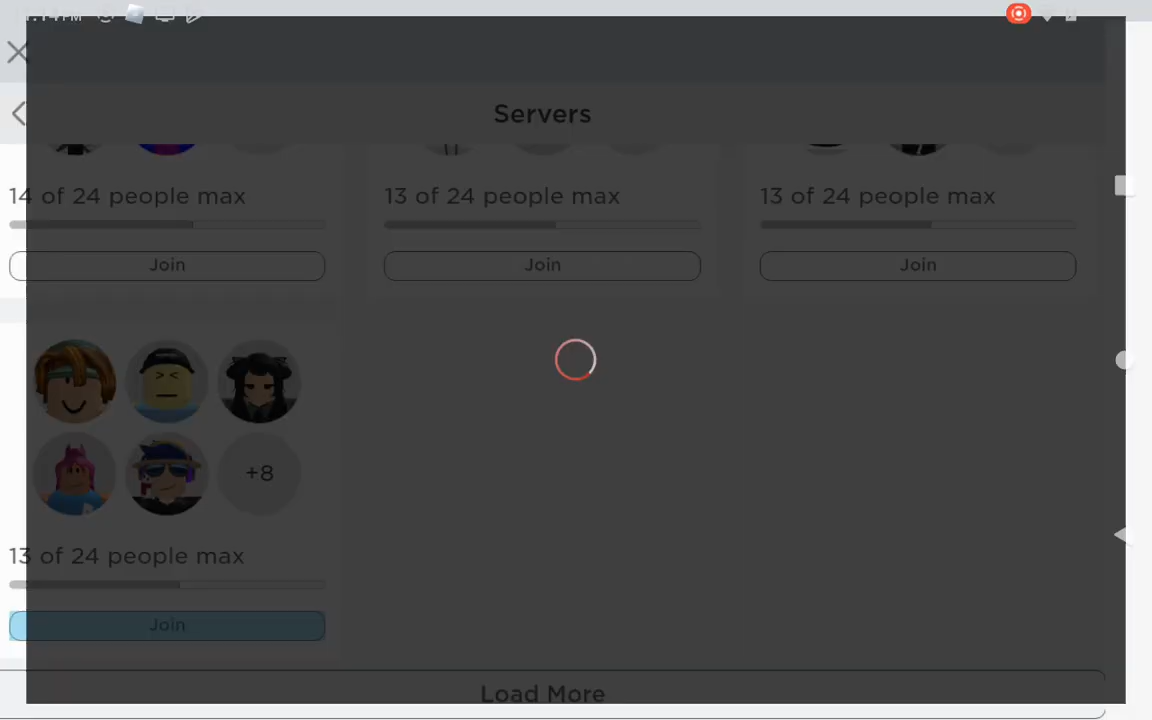 Servers
14 of 24 people max
13 of 24 people max
13 of 24 people max
Join
Join
Join
+8
13 of 24 people max
Join
Load More